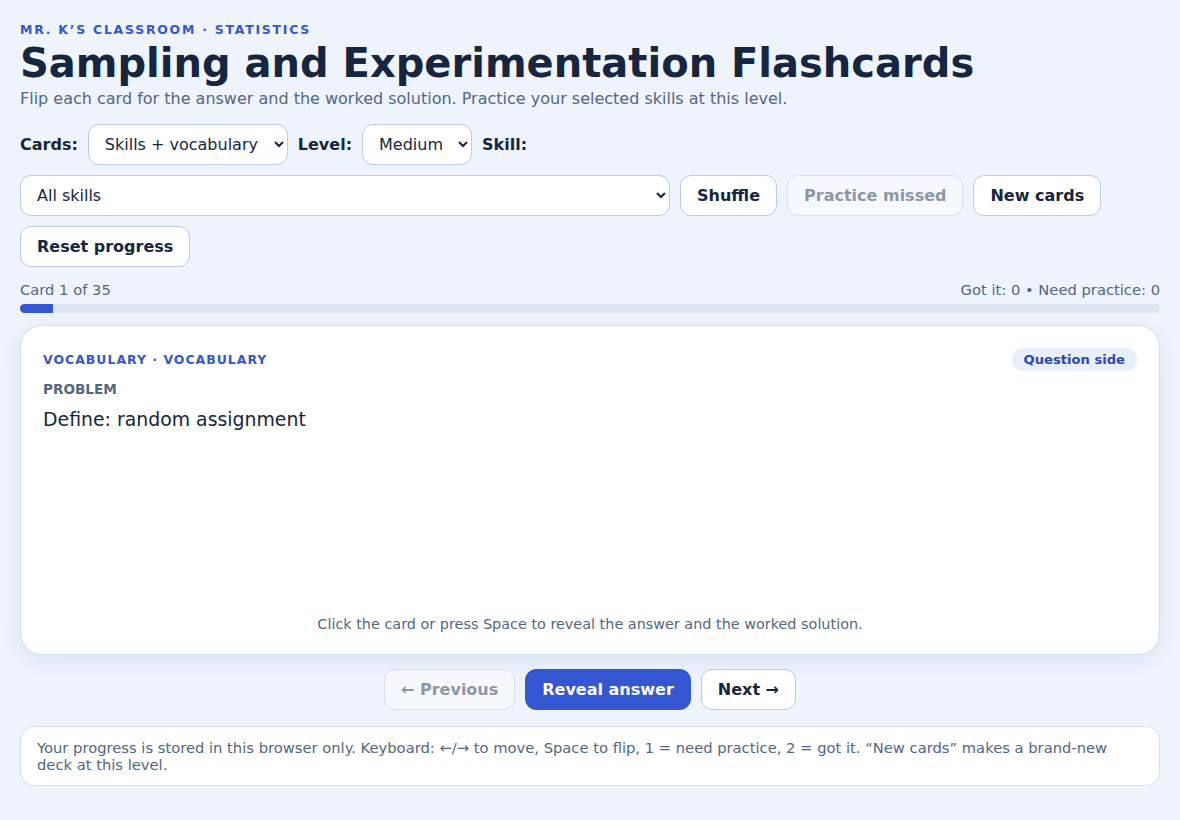 MR. K’S CLASSROOM · STATISTICS
Sampling and Experimentation Flashcards
Flip each card for the answer and the worked solution. Practice your selected skills at this level.
Cards: Skills + vocabulary Level: Medium Skill:
All skills Shuffle Practice missed New cards
Reset progress
Card 1 of 35 Got it: 0 • Need practice: 0
VOCABULARY · VOCABULARY Question side
PROBLEM
Define: random assignment
Click the card or press Space to reveal the answer and the worked solution.
← Previous Reveal answer Next →
Your progress is stored in this browser only. Keyboard: ←/→ to move, Space to flip, 1 = need practice, 2 = got it. “New cards” makes a brand-new
deck at this level.